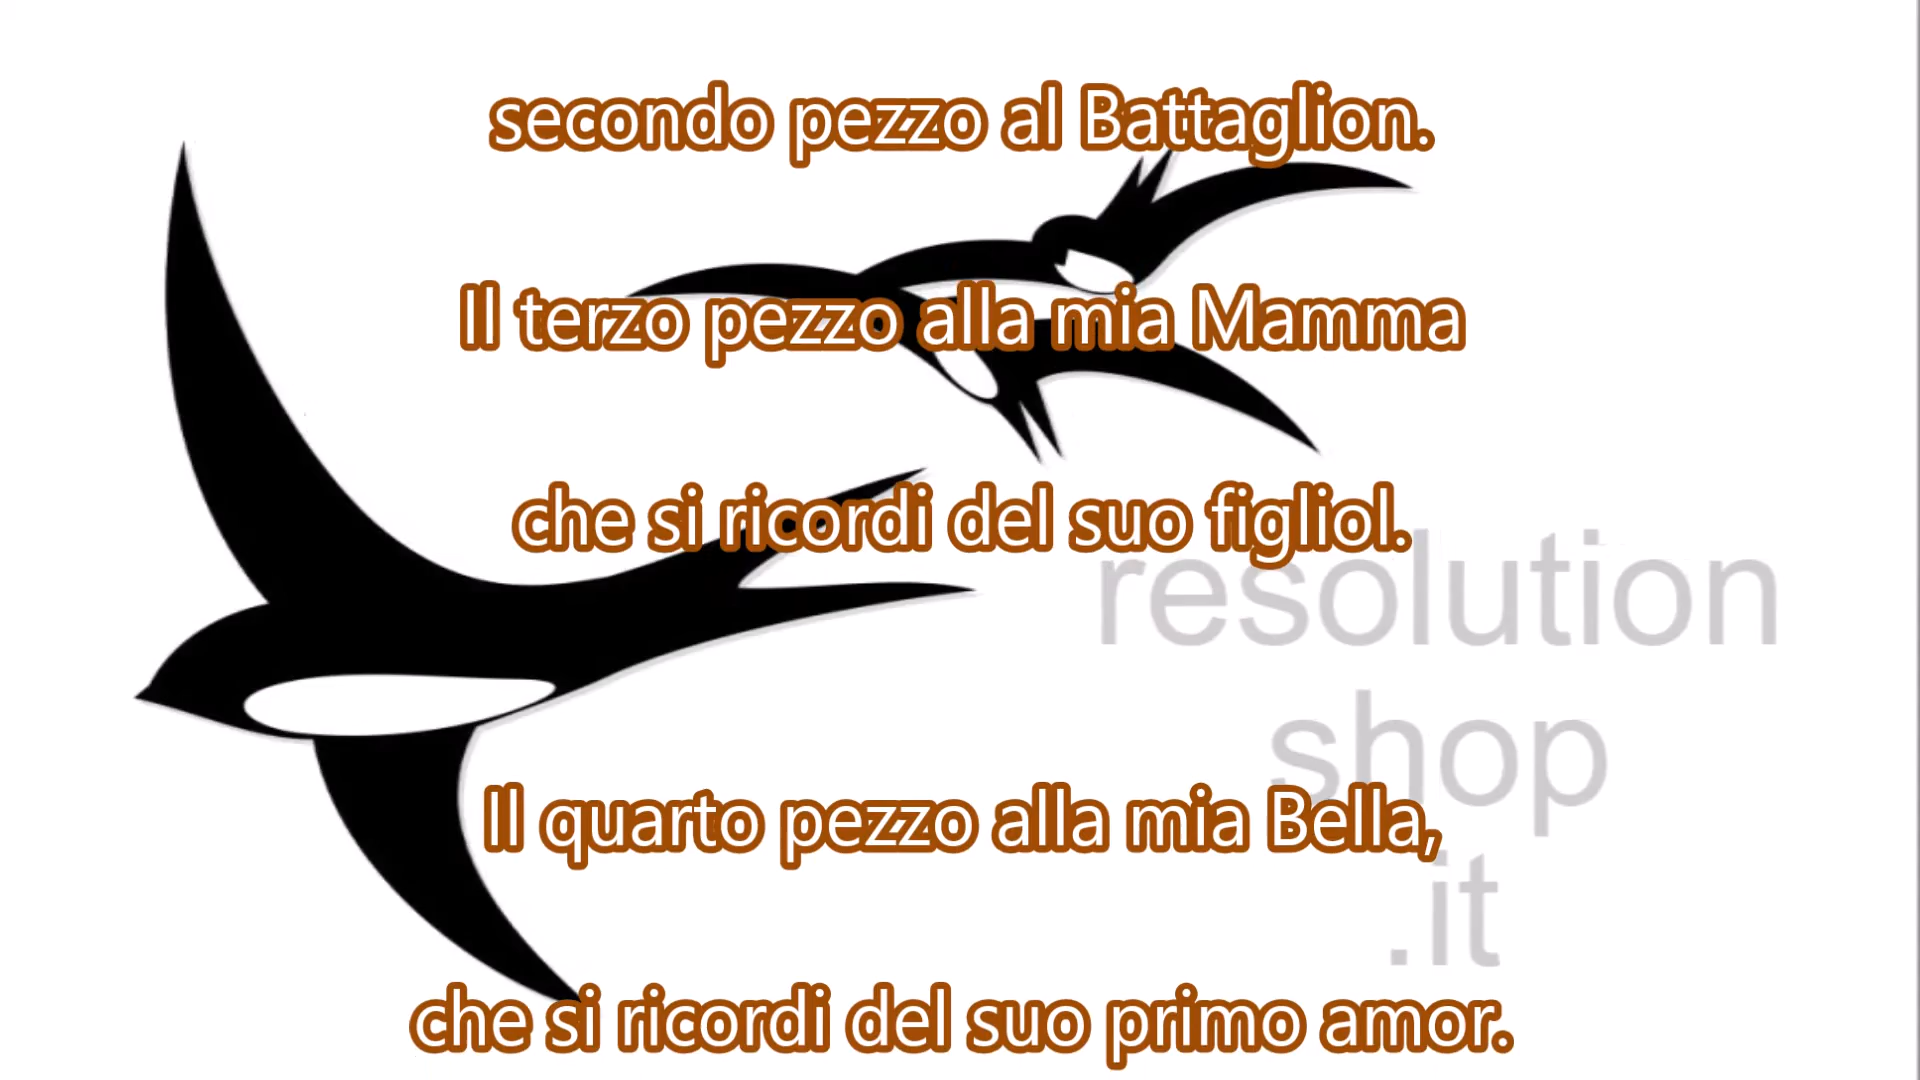 secondo pezzo al Battaglion.
Il terzo pezzo alla mia Mamma
che si ricordi del suo figliol.
resolution
shop
.it
Il quarto pezzo alla mia Bella,
che si ricordi del suo primo amor.